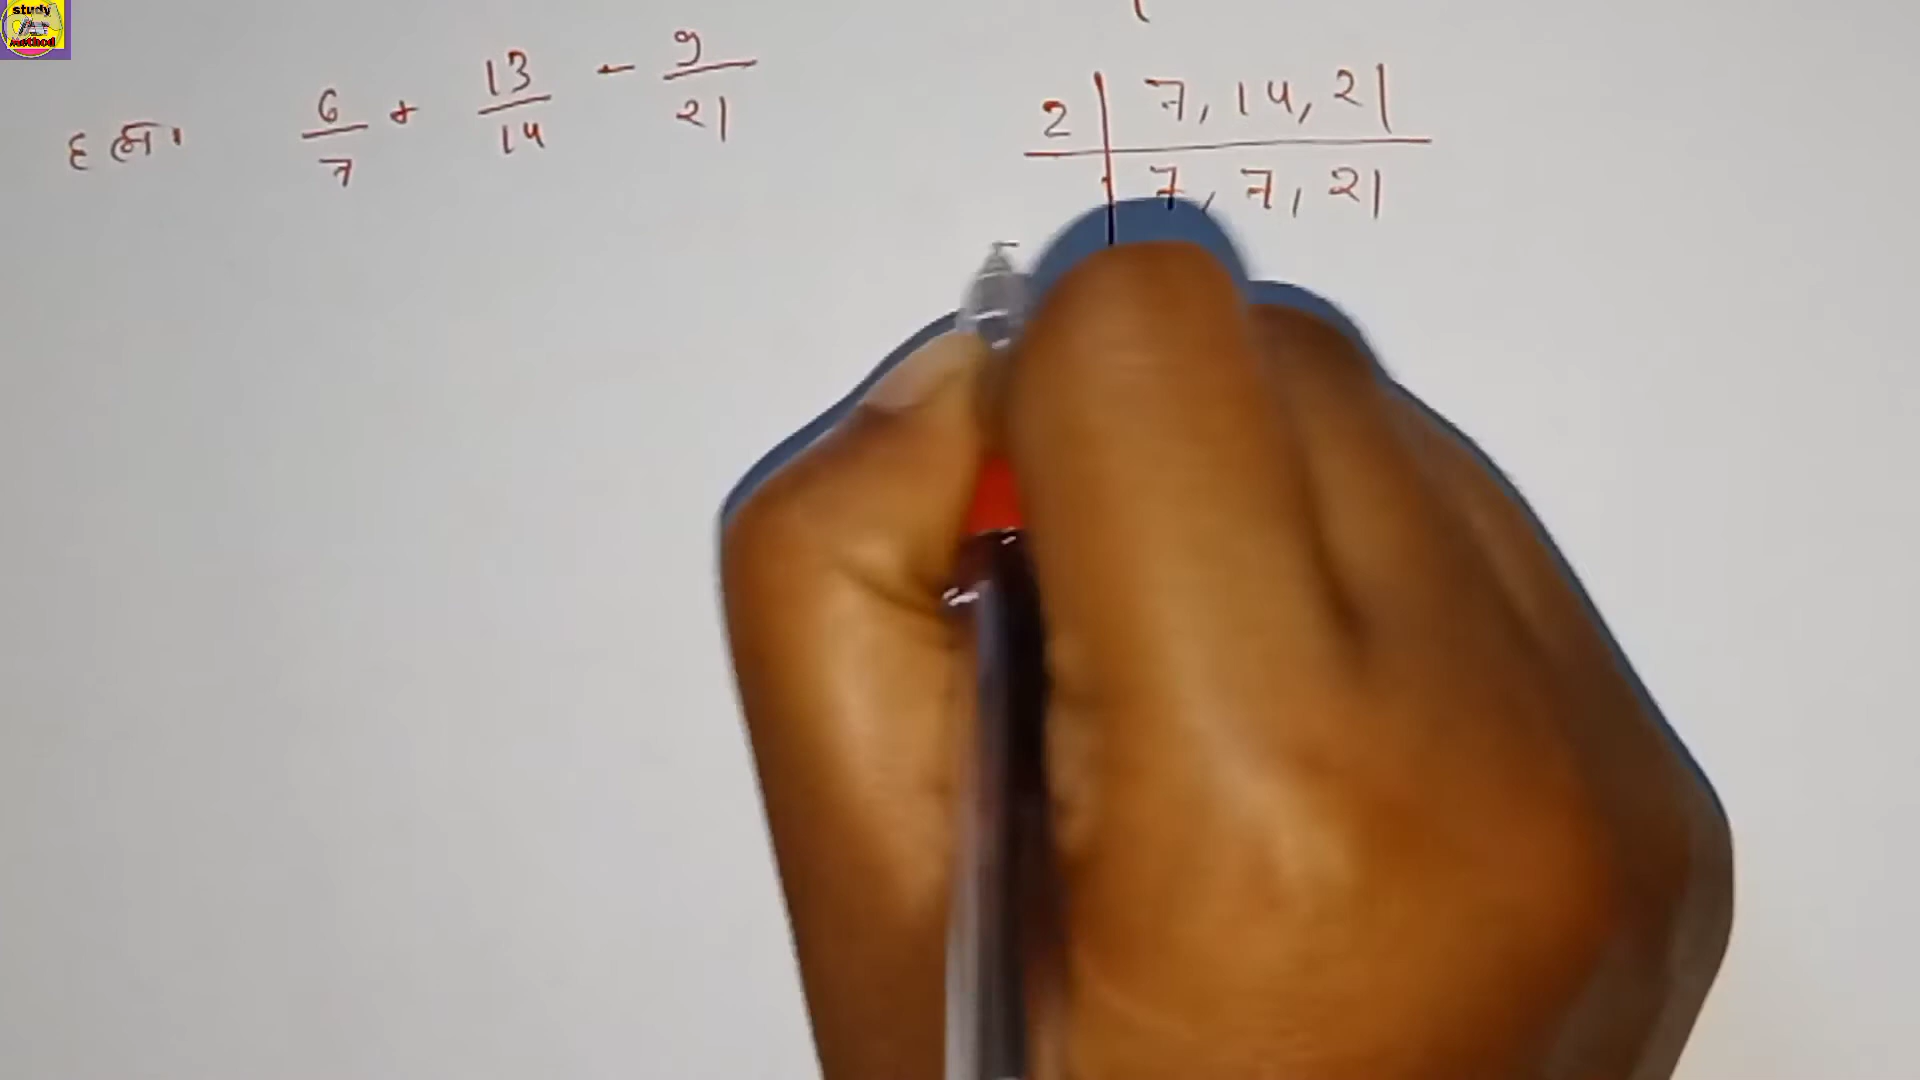 study
method
हल।
6/7 + 13/14 - 9/21
2 | 7, 14, 21
7, 7, 21